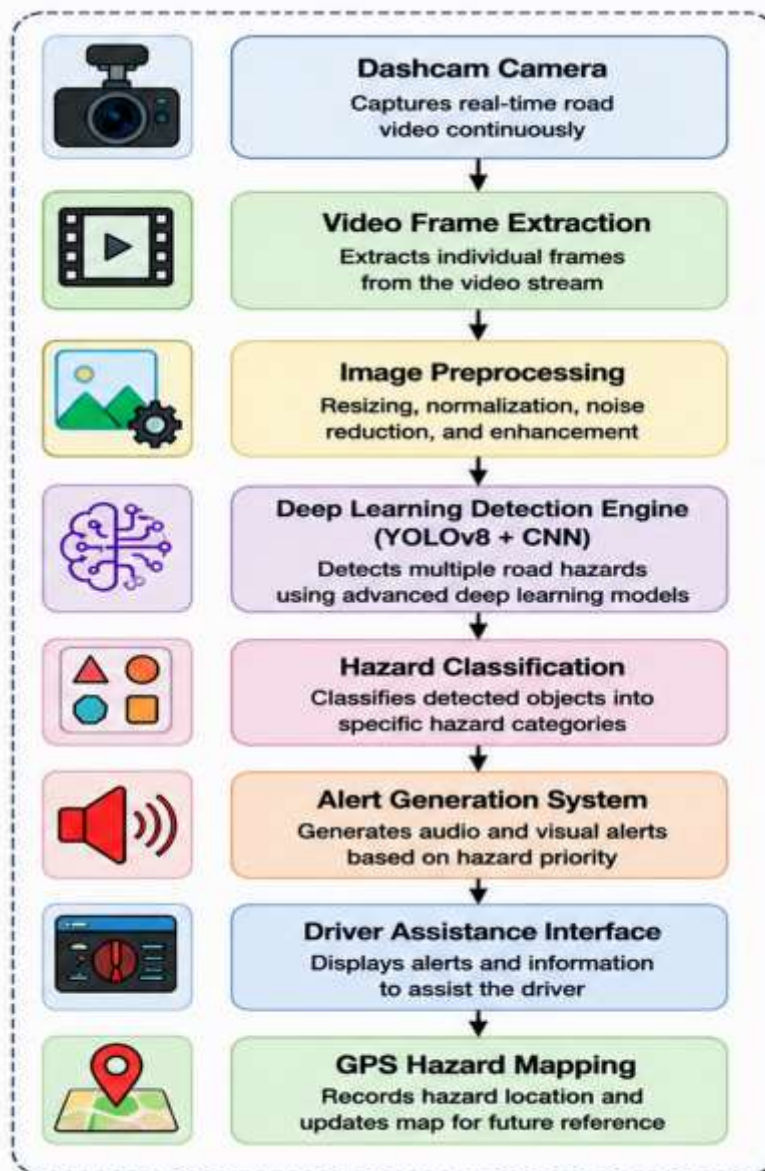 Dashcam Camera
Captures real-time road
video continuously
Video Frame Extraction
Extracts individual frames
from the video stream
Image Preprocessing
Resizing, normalization, noise
reduction, and enhancement
Deep Learning Detection Engine
(YOLOv8 + CNN)
Detects multiple road hazards
using advanced deep learning models
Hazard Classification
Classifies detected objects into
specific hazard categories
Alert Generation System
Generates audio and visual alerts
based on hazard priority
Driver Assistance Interface
Displays alerts and information
to assist the driver
GPS Hazard Mapping
Records hazard location and
updates map for future reference